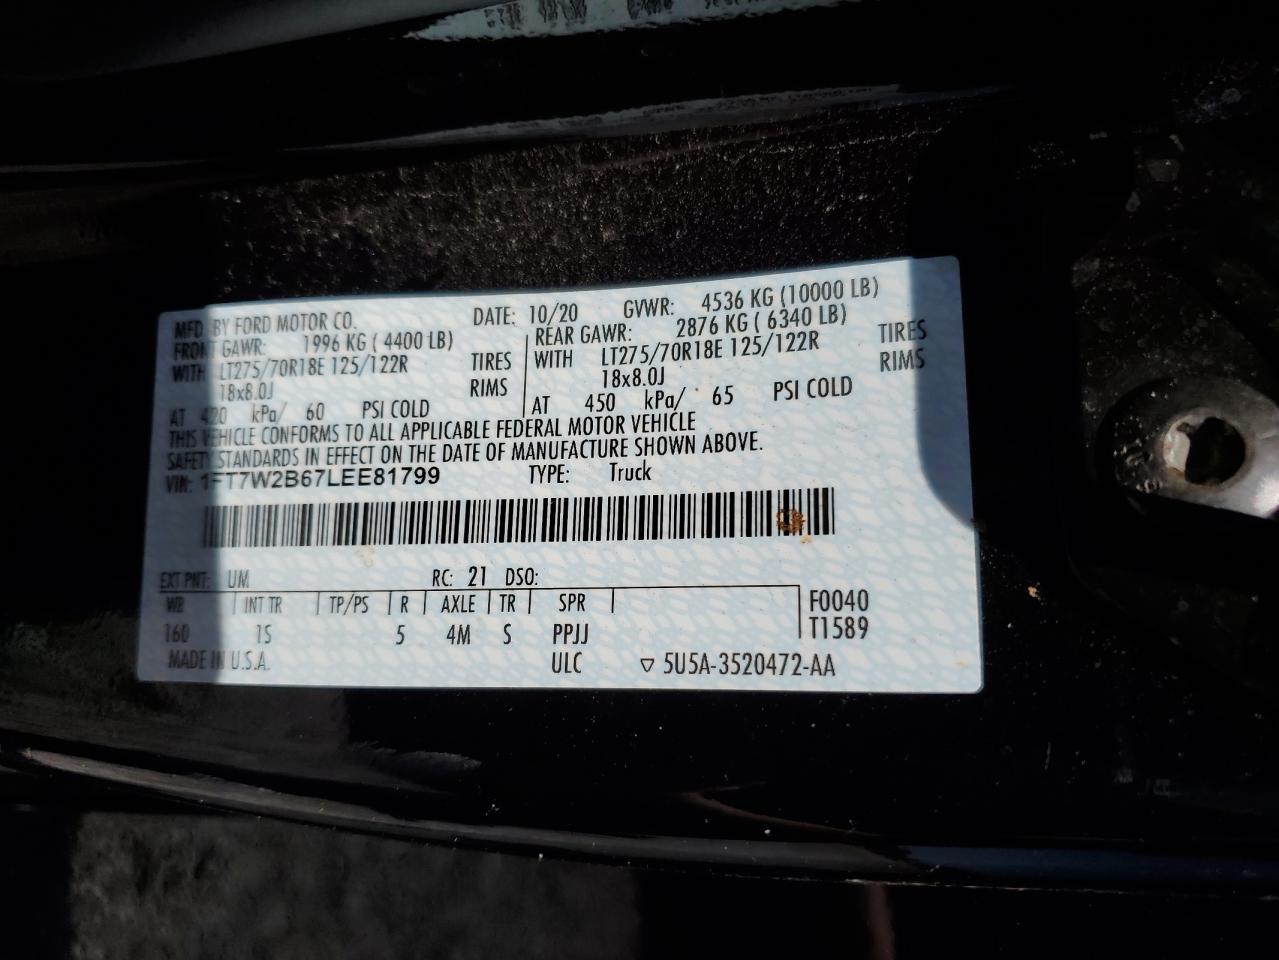 MFD. BY FORD MOTOR CO. DATE: 10/20 GVWR: 4536 KG (10000 LB)
FRONT GAWR: 1996 KG ( 4400 LB) REAR GAWR: 2876 KG ( 6340 LB)
WITH LT275/70R18E 125/122R TIRES WITH LT275/70R18E 125/122R TIRES
18x8.0J RIMS 18x8.0J RIMS
AT 420 kPa/ 60 PSI COLD AT 450 kPa/ 65 PSI COLD
THIS VEHICLE CONFORMS TO ALL APPLICABLE FEDERAL MOTOR VEHICLE
SAFETY STANDARDS IN EFFECT ON THE DATE OF MANUFACTURE SHOWN ABOVE.
VIN: 1FT7W2B67LEE81799 TYPE: Truck
EXT PNT: UM RC: 21 DSO:
WB INT TR TP/PS R AXLE TR SPR F0040
160 1S 5 4M S PPJJ T1589
MADE IN U.S.A. ULC ▽ 5U5A-3520472-AA